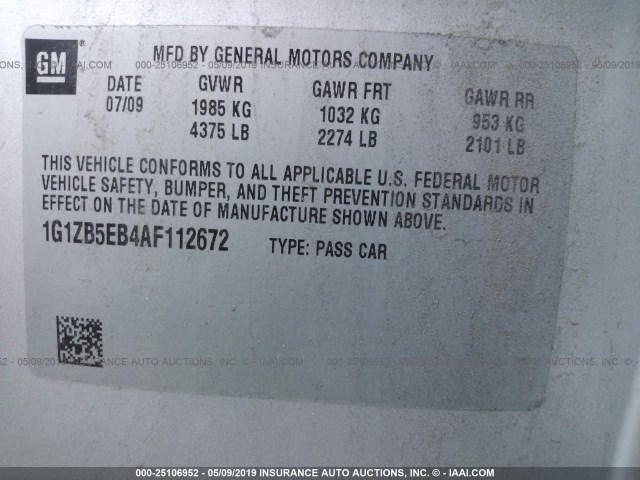 GM
MFD BY GENERAL MOTORS COMPANY
DATE GVWR GAWR FRT GAWR RR
07/09 1985 KG 1032 KG 953 KG
4375 LB 2274 LB 2101 LB
THIS VEHICLE CONFORMS TO ALL APPLICABLE U.S. FEDERAL MOTOR
VEHICLE SAFETY, BUMPER, AND THEFT PREVENTION STANDARDS IN
EFFECT ON THE DATE OF MANUFACTURE SHOWN ABOVE.
1G1ZB5EB4AF112672 TYPE: PASS CAR
000-25106952 - 05/09/2019 INSURANCE AUTO AUCTIONS, INC. - IAAI.COM